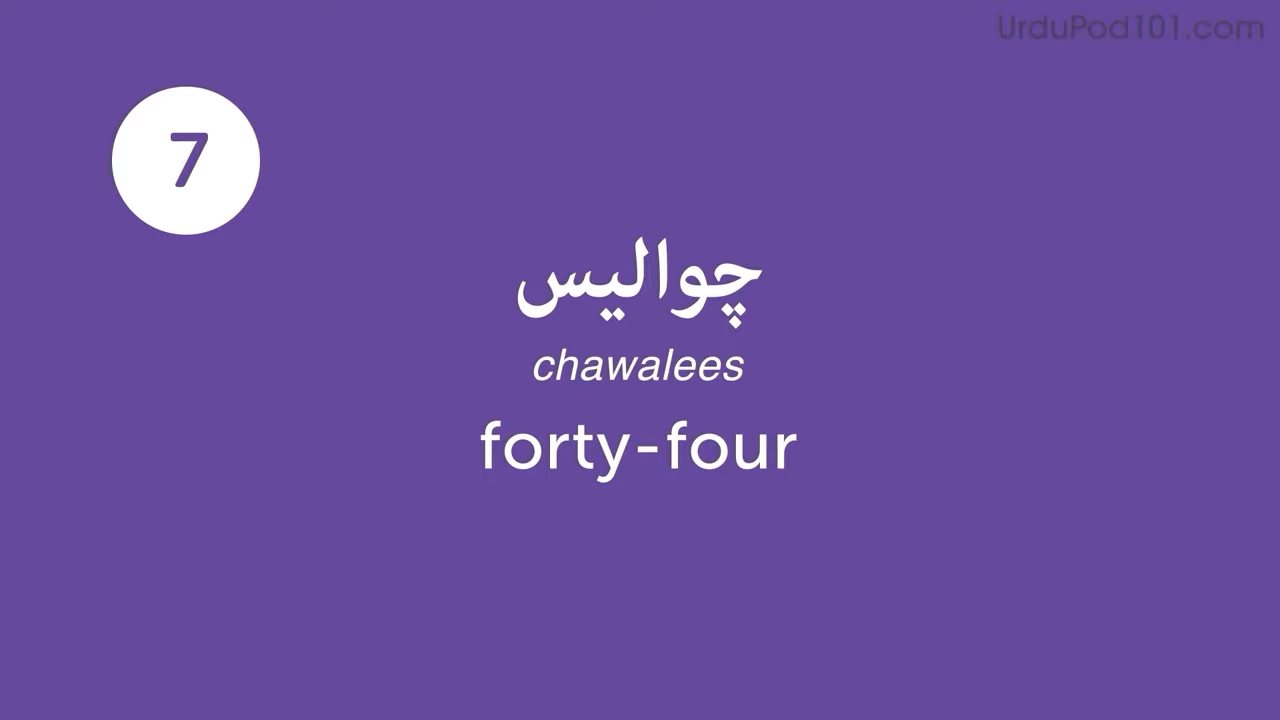 UrduPod101.com
7
چوالیس
chawalees
forty-four